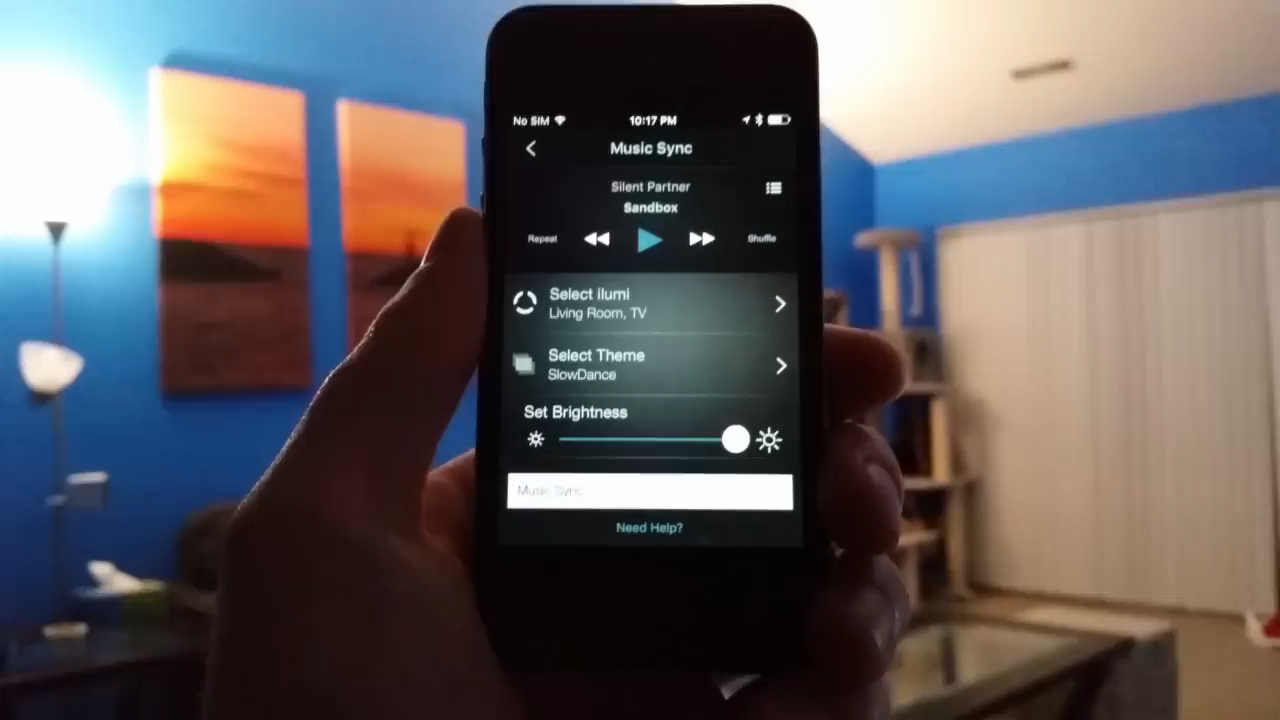 No SIM 10:17 PM
Music Sync
Silent Partner
Sandbox
Repeat Shuffle
Select ilumi
Living Room, TV
Select Theme
SlowDance
Set Brightness
Music Sync
Need Help?